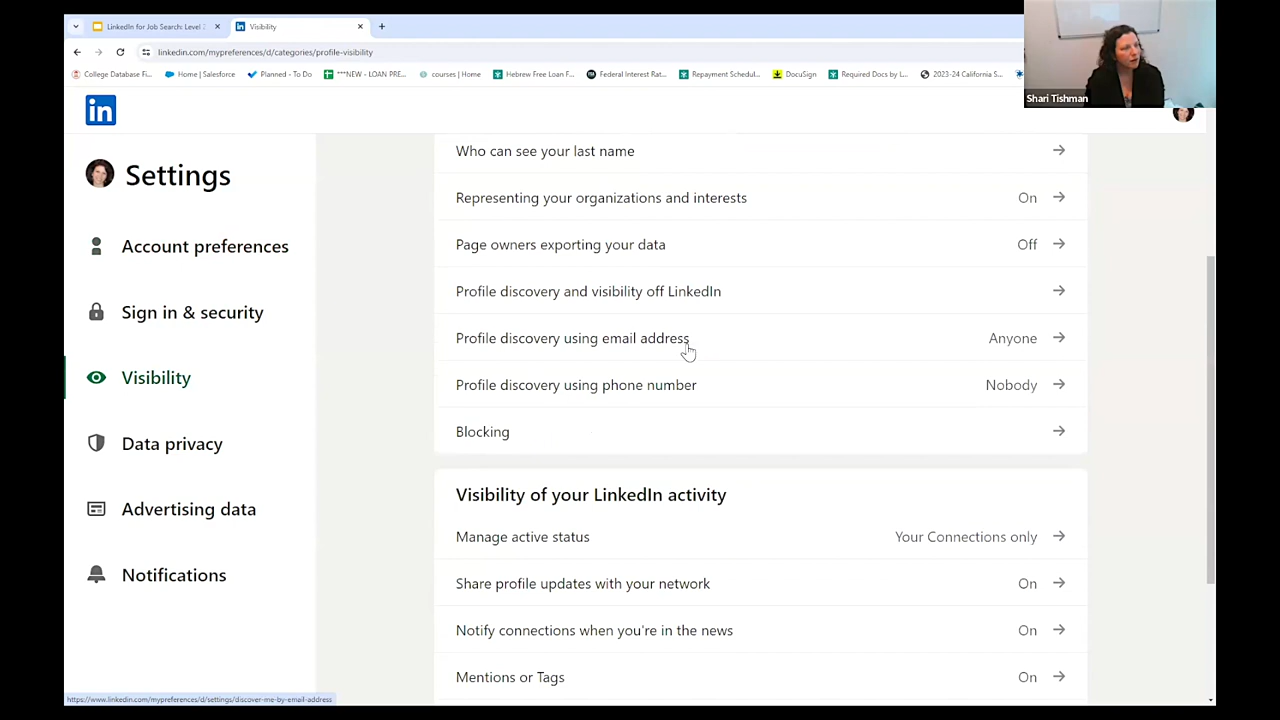 LinkedIn for Job Search: Level
Visibility
linkedin.com/mypreferences/d/categories/profile-visibility
College Database Fi...
Home | Salesforce
Planned - To Do
***NEW - LOAN PRE...
courses | Home
Hebrew Free Loan F...
Federal Interest Rat...
Repayment Schedul...
DocuSign
Required Docs by L...
2023-24 California S...
Shari Tishman
in
Settings
Account preferences
Sign in & security
Visibility
Data privacy
Advertising data
Notifications
Who can see your last name
Representing your organizations and interests On
Page owners exporting your data Off
Profile discovery and visibility off LinkedIn
Profile discovery using email address Anyone
Profile discovery using phone number Nobody
Blocking
Visibility of your LinkedIn activity
Manage active status Your Connections only
Share profile updates with your network On
Notify connections when you're in the news On
Mentions or Tags On
https://www.linkedin.com/mypreferences/d/settings/discover-me-by-email-address